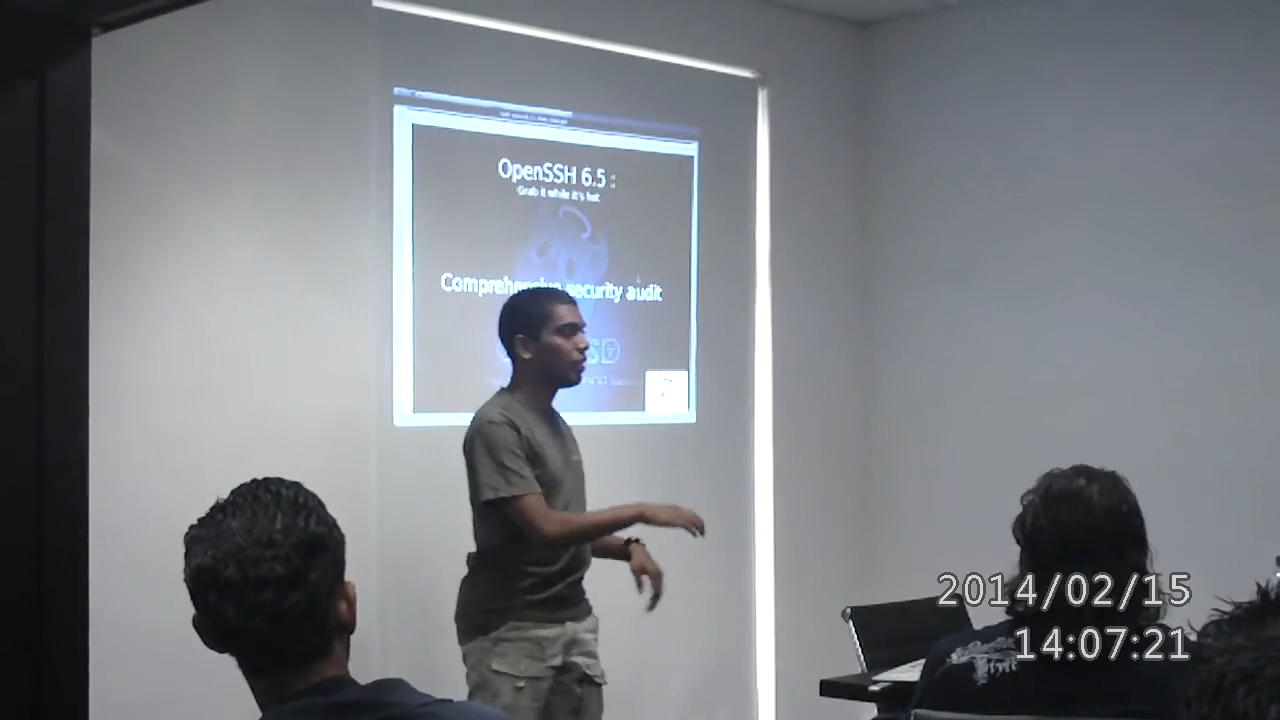 OpenSSH 6.5 :
Grab it while it's hot
Comprehensive security audit
2014/02/15
14:07:21